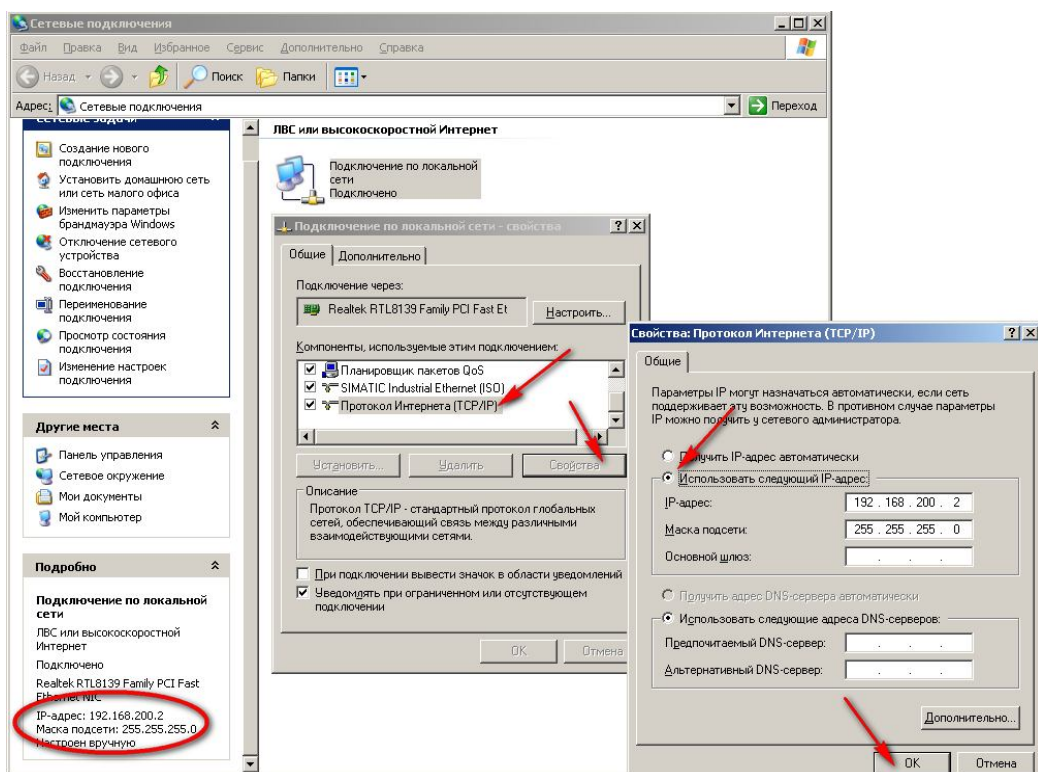 Сетевые подключения
Файл Правка Вид Избранное Сервис Дополнительно Справка
Назад Поиск Папки
Адрес: Сетевые подключения Переход
Сетевые задачи
Создание нового
подключения
Установить домашнюю сеть
или сеть малого офиса
Изменить параметры
брандмауэра Windows
Отключение сетевого
устройства
Восстановление
подключения
Переименование
подключения
Просмотр состояния
подключения
Изменение настроек
подключения
Другие места
Панель управления
Сетевое окружение
Мои документы
Мой компьютер
Подробно
Подключение по локальной
сети
ЛВС или высокоскоростной
Интернет
Подключено
Realtek RTL8139 Family PCI Fast
Ethernet NIC
IP-адрес: 192.168.200.2
Маска подсети: 255.255.255.0
Настроен вручную
ЛВС или высокоскоростной Интернет
Подключение по локальной
сети
Подключено
Подключение по локальной сети - свойства
Общие Дополнительно
Подключение через:
Realtek RTL8139 Family PCI Fast Et Настроить...
Компоненты, используемые этим подключением:
Планировщик пакетов QoS
SIMATIC Industrial Ethernet (ISO)
Протокол Интернета (TCP/IP)
Установить... Удалить Свойства
Описание
Протокол TCP/IP - стандартный протокол глобальных
сетей, обеспечивающий связь между различными
взаимодействующими сетями.
При подключении вывести значок в области уведомлений
Уведомлять при ограниченном или отсутствующем
подключении
OK Отмена
Свойства: Протокол Интернета (TCP/IP)
Общие
Параметры IP могут назначаться автоматически, если сеть
поддерживает эту возможность. В противном случае параметры
IP можно получить у сетевого администратора.
Получить IP-адрес автоматически
Использовать следующий IP-адрес:
IP-адрес: 192 . 168 . 200 . 2
Маска подсети: 255 . 255 . 255 . 0
Основной шлюз: . . .
Получить адрес DNS-сервера автоматически
Использовать следующие адреса DNS-серверов:
Предпочитаемый DNS-сервер: . . .
Альтернативный DNS-сервер: . . .
Дополнительно...
OK Отмена